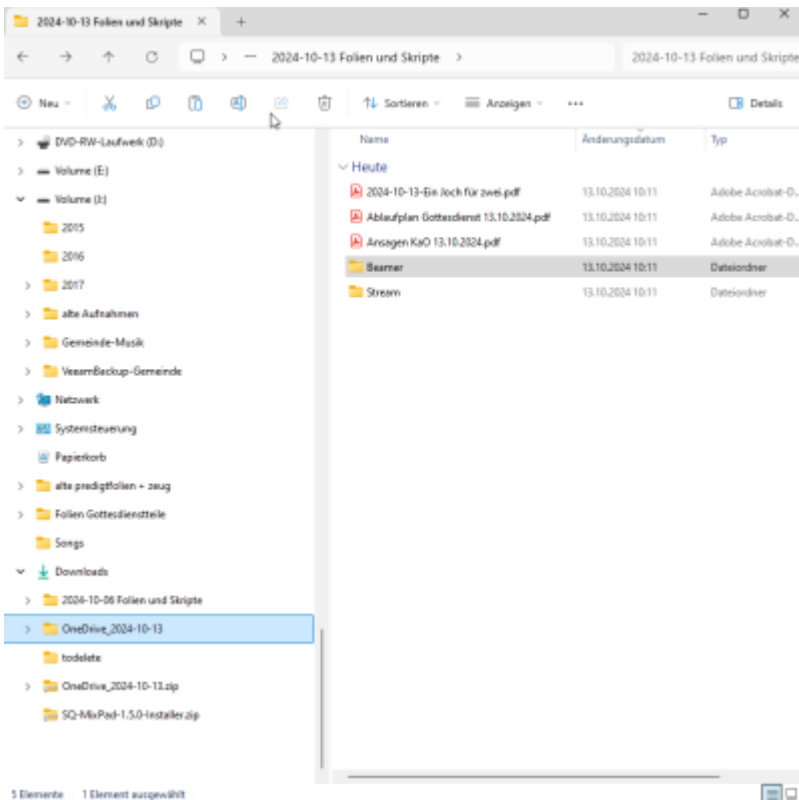 2024-10-13 Folien und Skripte
2024-10-13 Folien und Skripte
2024-10-13 Folien und Skripte
Neu
Sortieren
Anzeigen
Details
DVD-RW-Laufwerk (D:)
Volume (E:)
Volume (I:)
2015
2016
2017
alte Aufnahmen
Gemeinde-Musik
VeeamBackup-Gemeinde
Netzwerk
Systemsteuerung
Papierkorb
alte predigtfolien + zeug
Folien Gottesdienstteile
Songs
Downloads
2024-10-06 Folien und Skripte
OneDrive_2024-10-13
todelete
OneDrive_2024-10-13.zip
SQ-MixPad-1.5.0-Installer.zip
Name Änderungsdatum Typ
Heute
2024-10-13-Ein Joch für zwei.pdf 13.10.2024 10:11 Adobe Acrobat-D...
Ablaufplan Gottesdienst 13.10.2024.pdf 13.10.2024 10:11 Adobe Acrobat-D...
Ansagen KaO 13.10.2024.pdf 13.10.2024 10:11 Adobe Acrobat-D...
Beamer 13.10.2024 10:11 Dateiordner
Stream 13.10.2024 10:11 Dateiordner
5 Elemente 1 Element ausgewählt